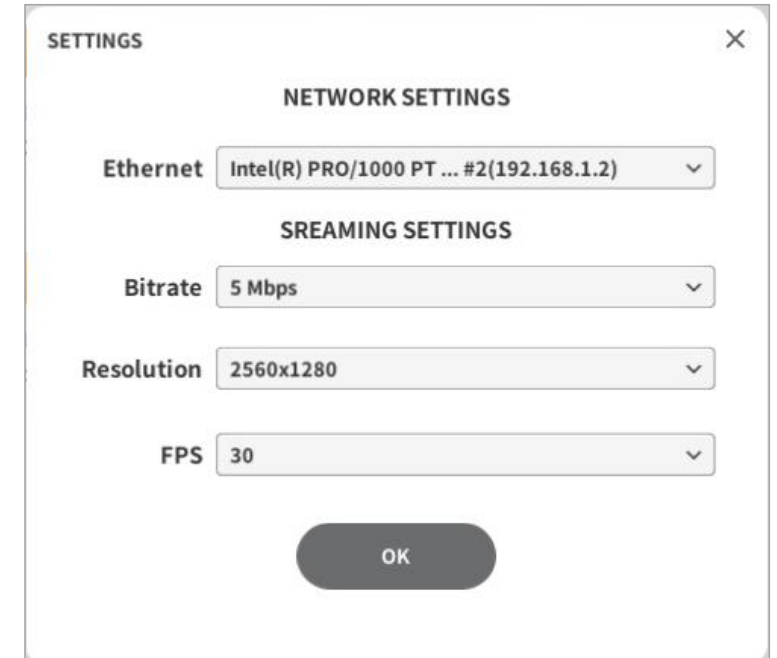 SETTINGS
NETWORK SETTINGS
Ethernet Intel(R) PRO/1000 PT ... #2(192.168.1.2)
SREAMING SETTINGS
Bitrate 5 Mbps
Resolution 2560x1280
FPS 30
OK